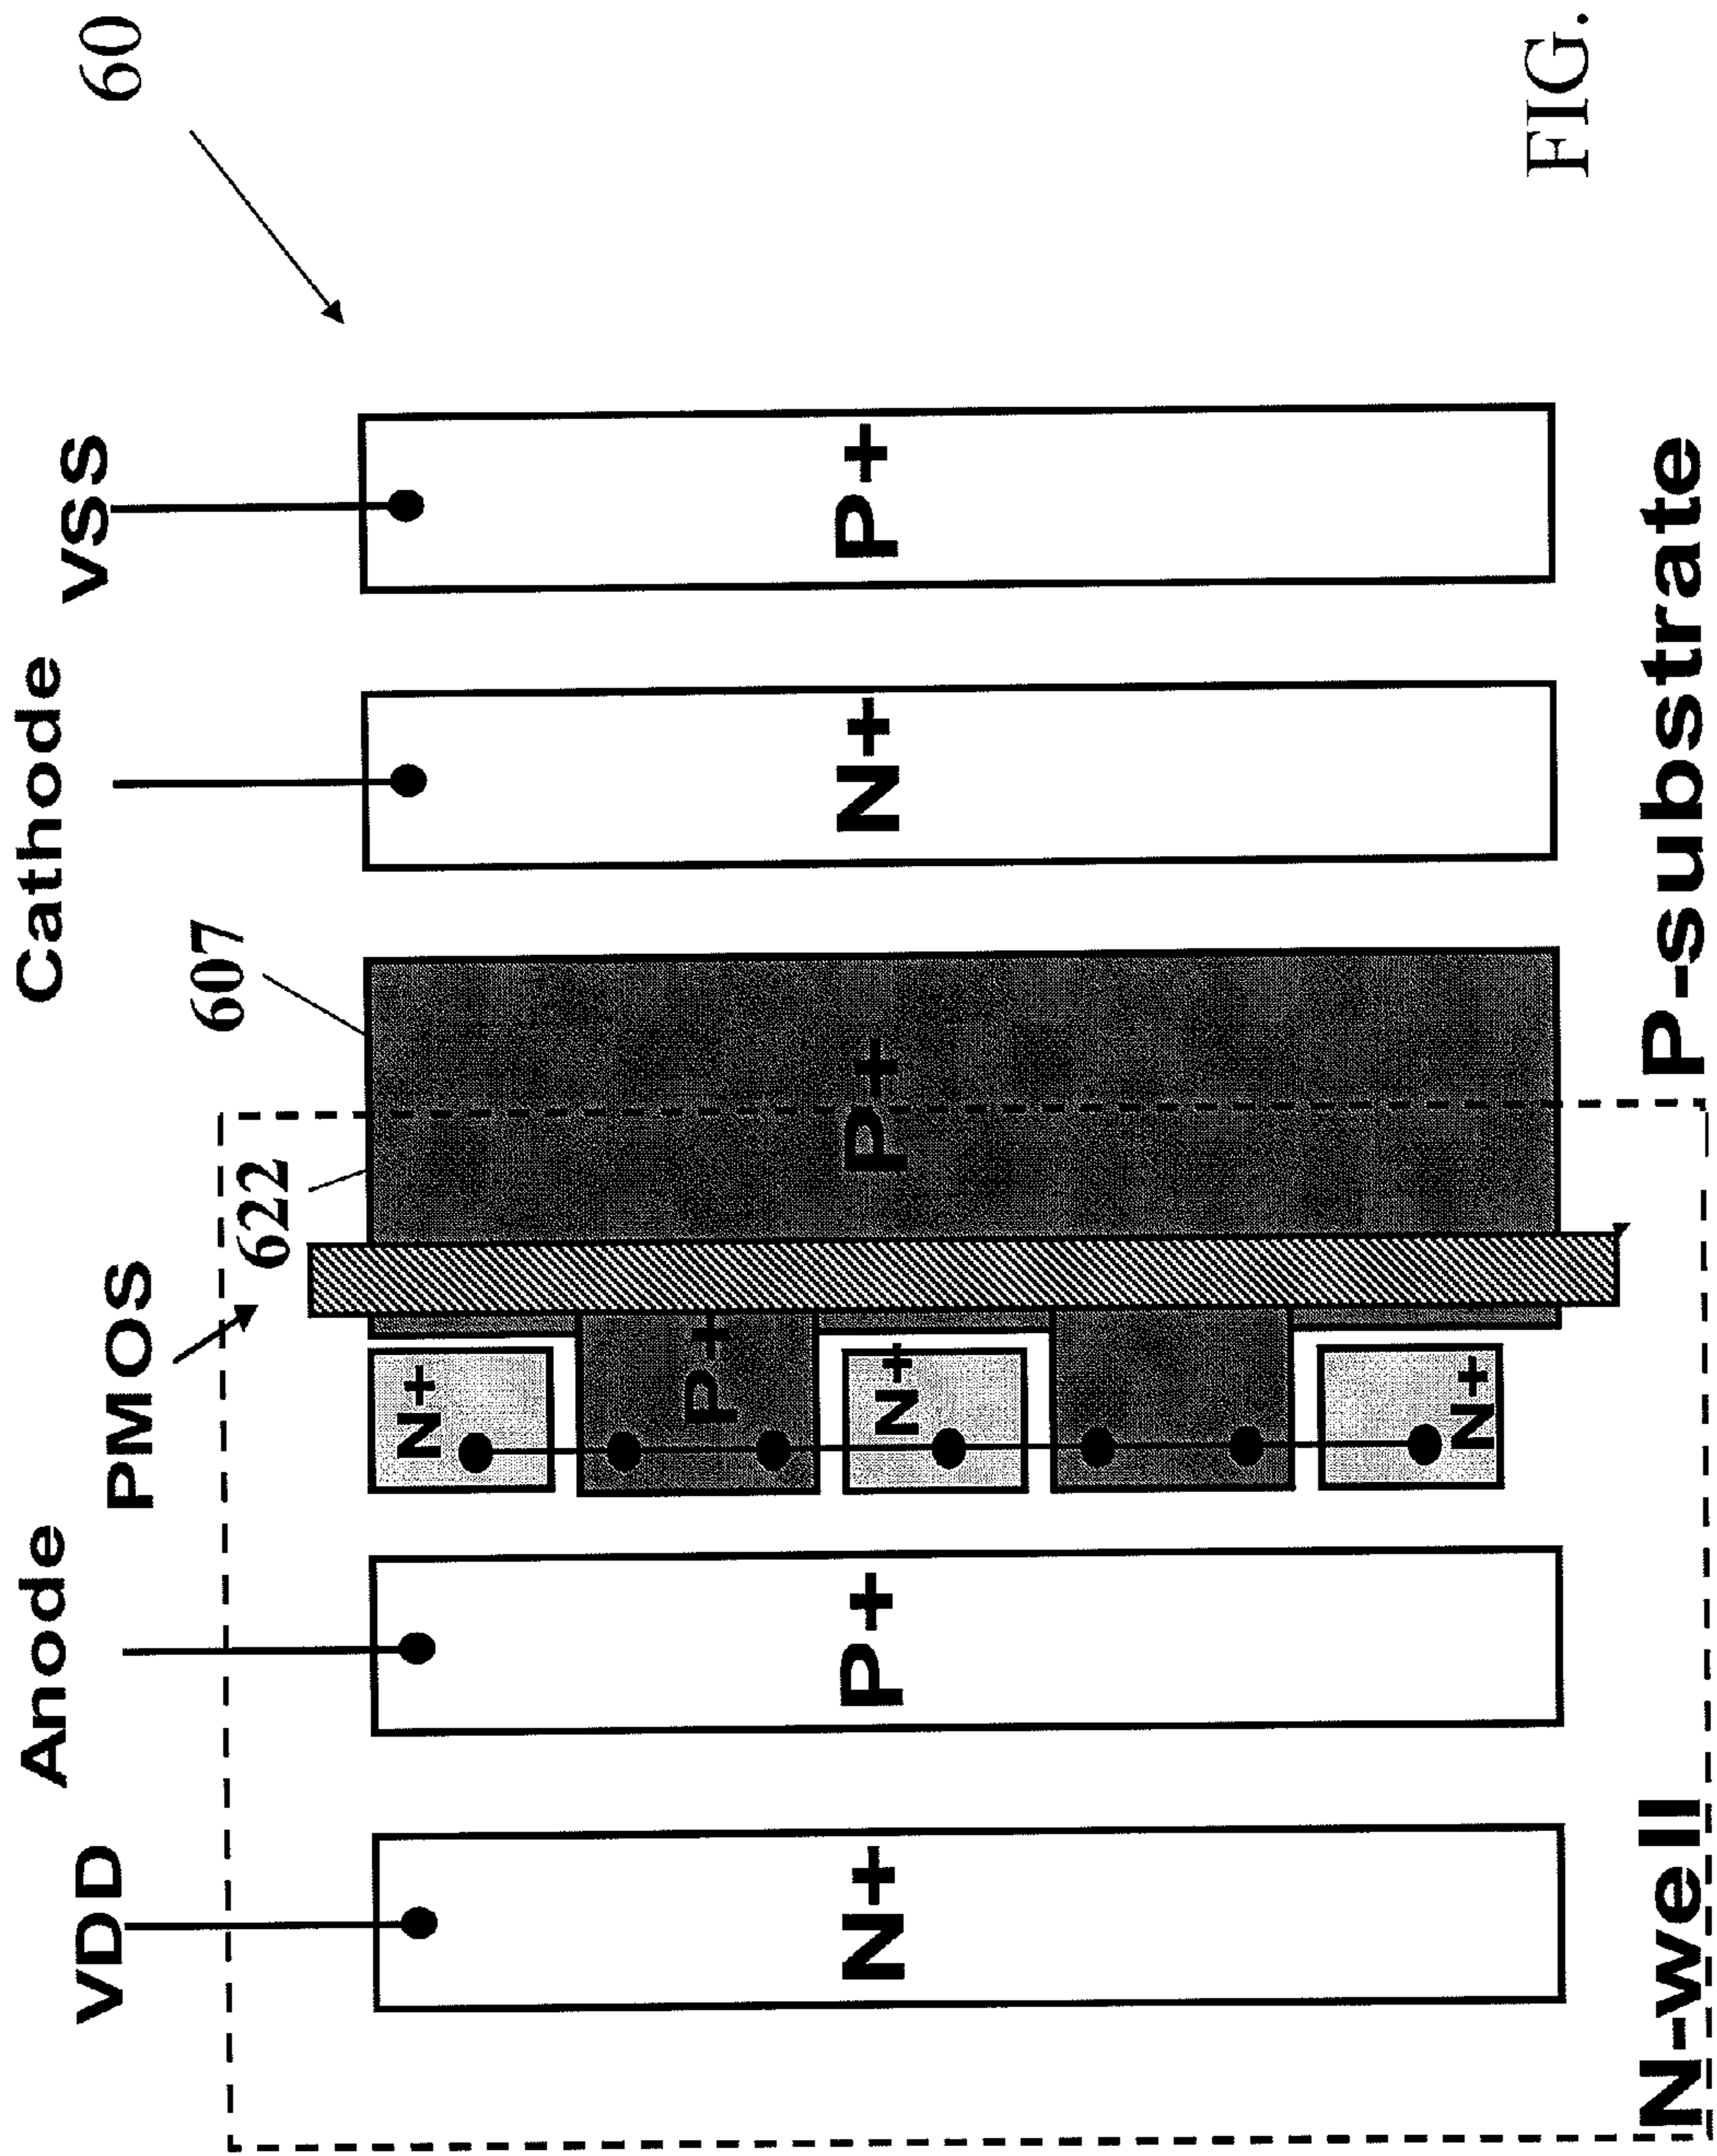 VDD
Anode
PMOS
622
607
Cathode
VSS
60
N+
P+
N+
P+
N+
N+
P+
N+
P+
N-well
P-substrate
FIG.